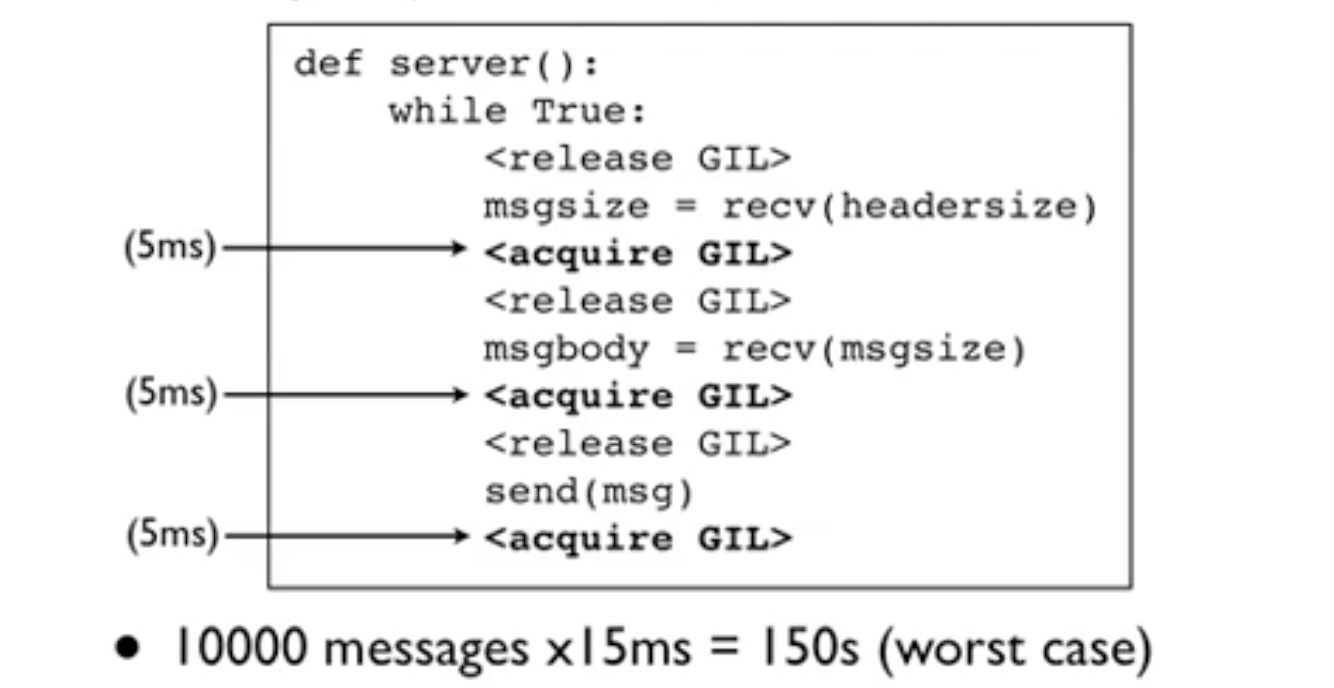 def server():
while True:
<release GIL>
msgsize = recv(headersize)
(5ms) <acquire GIL>
<release GIL>
msgbody = recv(msgsize)
(5ms) <acquire GIL>
<release GIL>
send(msg)
(5ms) <acquire GIL>
• 10000 messages x15ms = 150s (worst case)